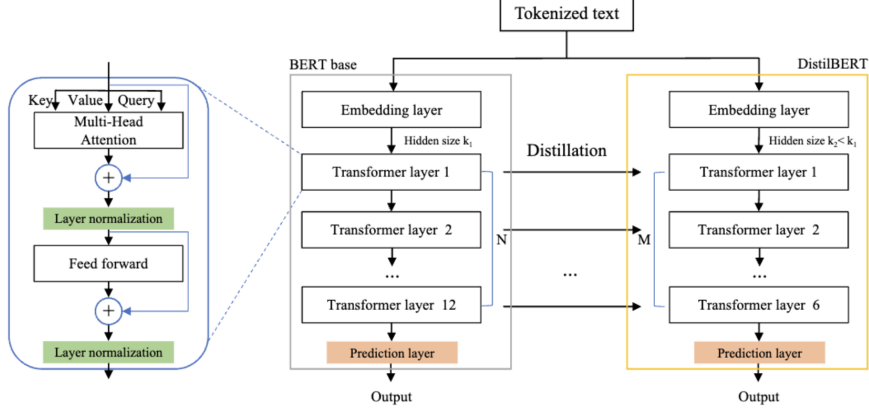 Tokenized text
BERT base
DistilBERT
Key Value Query
Multi-Head
Attention
+
Layer normalization
Feed forward
+
Layer normalization
Embedding layer
Hidden size k₁
Transformer layer 1
Transformer layer 2
...
Transformer layer 12
N
Prediction layer
Output
Distillation
...
Embedding layer
Hidden size k₂< k₁
Transformer layer 1
Transformer layer 2
...
Transformer layer 6
M
Prediction layer
Output